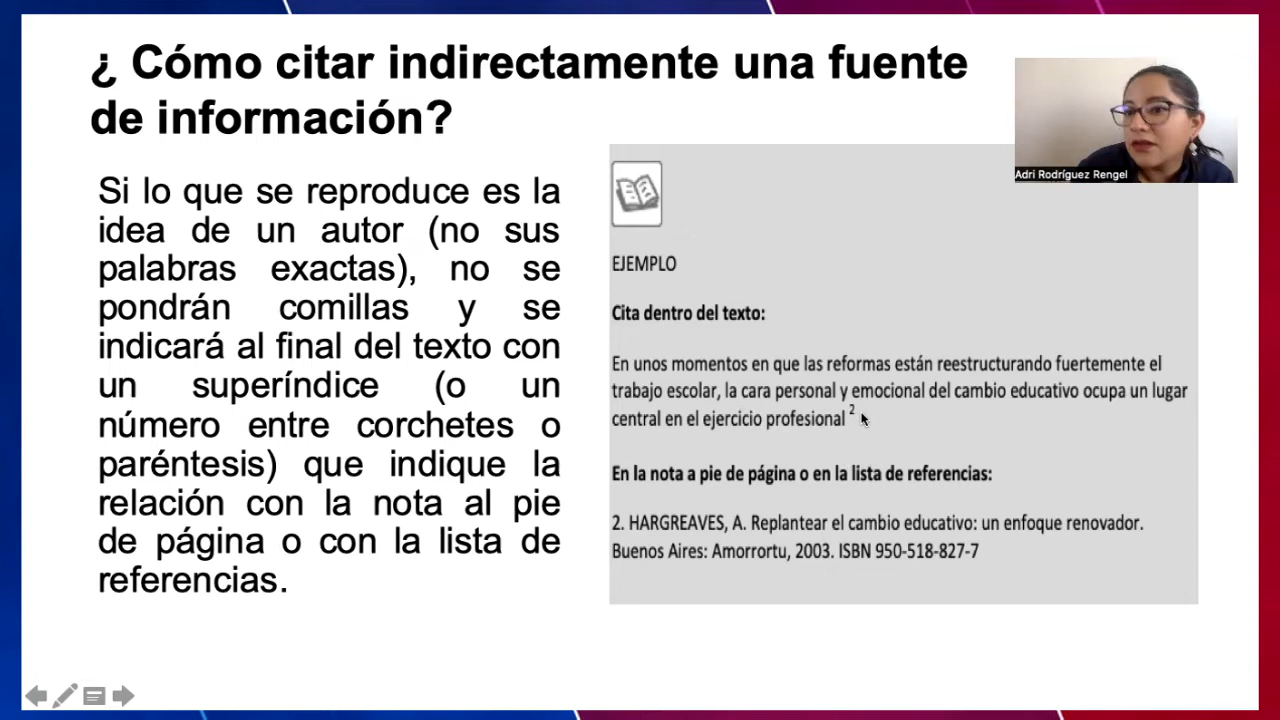 ¿ Cómo citar indirectamente una fuente
de información?
Adri Rodríguez Rengel
Si lo que se reproduce es la
idea de un autor (no sus
palabras exactas), no se
pondrán comillas y se
indicará al final del texto con
un superíndice (o un
número entre corchetes o
paréntesis) que indique la
relación con la nota al pie
de página o con la lista de
referencias.
EJEMPLO
Cita dentro del texto:
En unos momentos en que las reformas están reestructurando fuertemente el
trabajo escolar, la cara personal y emocional del cambio educativo ocupa un lugar
central en el ejercicio profesional ²
En la nota a pie de página o en la lista de referencias:
2. HARGREAVES, A. Replantear el cambio educativo: un enfoque renovador.
Buenos Aires: Amorrortu, 2003. ISBN 950-518-827-7